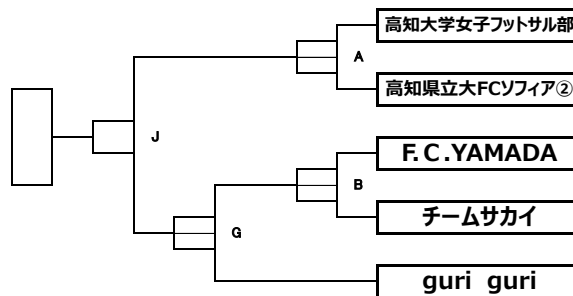 高知大学女子フットサル部
A
高知県立大FCソフィア②
J
F.C.YAMADA
B
チームサカイ
G
guri guri